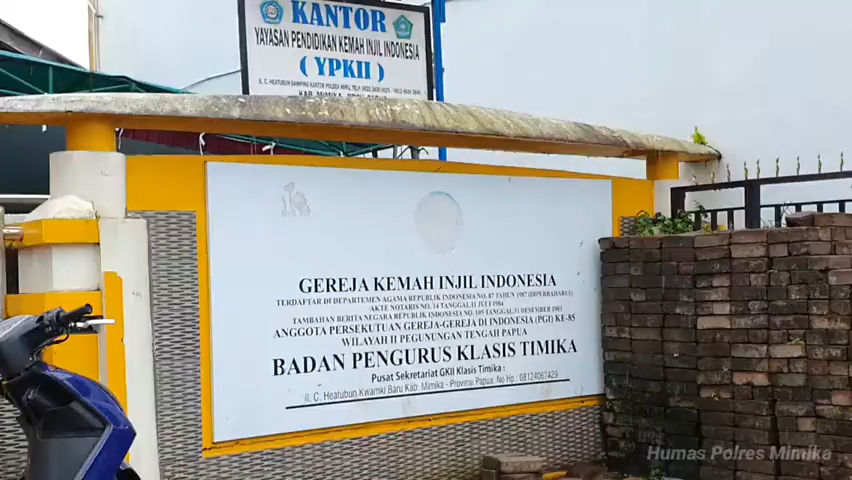 KANTOR
YAYASAN PENDIDIKAN KEMAH INJIL INDONESIA
( YPKII )
GEREJA KEMAH INJIL INDONESIA
TERDAFTAR DI DEPARTEMEN AGAMA REPUBLIK INDONESIA NO. 87 TAHUN 1987 (DIPERBAHARUI)
AKTE NOTARIS NO. 14 TANGGAL 11 JULI 1984
TAMBAHAN BERITA NEGARA REPUBLIK INDONESIA NO. 105 TANGGAL 31 DESEMBER 1983
ANGGOTA PERSEKUTUAN GEREJA-GEREJA DI INDONESIA (PGI) KE-85
WILAYAH II PEGUNUNGAN TENGAH PAPUA
BADAN PENGURUS KLASIS TIMIKA
Pusat Sekretariat GKII Klasis Timika :
Jl. C. Heatubun Kwamki Baru Kab. Mimika - Provinsi Papua. No Hp : 08124067429
Humas Polres Mimika